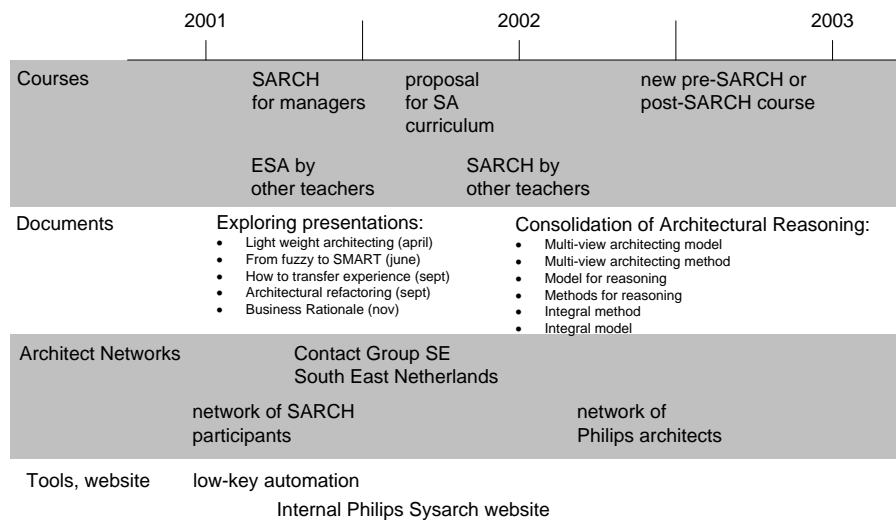 2001 2002 2003
Courses
SARCH
for managers
proposal
for SA
curriculum
new pre-SARCH or
post-SARCH course
ESA by
other teachers
SARCH by
other teachers
Documents
Exploring presentations:
• Light weight architecting (april)
• From fuzzy to SMART (june)
• How to transfer experience (sept)
• Architectural refactoring (sept)
• Business Rationale (nov)
Consolidation of Architectural Reasoning:
• Multi-view architecting model
• Multi-view architecting method
• Model for reasoning
• Methods for reasoning
• Integral method
• Integral model
Architect Networks
Contact Group SE
South East Netherlands
network of SARCH
participants
network of
Philips architects
Tools, website
low-key automation
Internal Philips Sysarch website